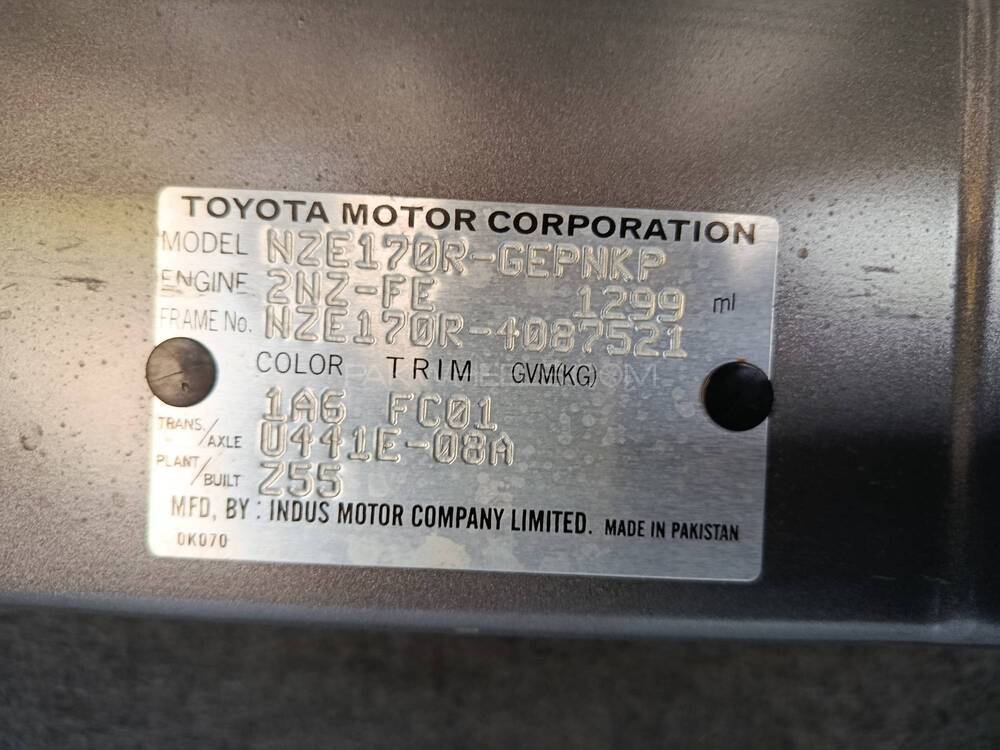 TOYOTA MOTOR CORPORATION
MODEL NZE170R-GEPNKP
ENGINE 2NZ-FE 1299 ml
FRAME No. NZE170R-4087521
COLOR TRIM GVM(KG)
1A6 FC01
TRANS./AXLE U441E-08A
PLANT/BUILT Z55
MFD, BY : INDUS MOTOR COMPANY LIMITED. MADE IN PAKISTAN
0K070